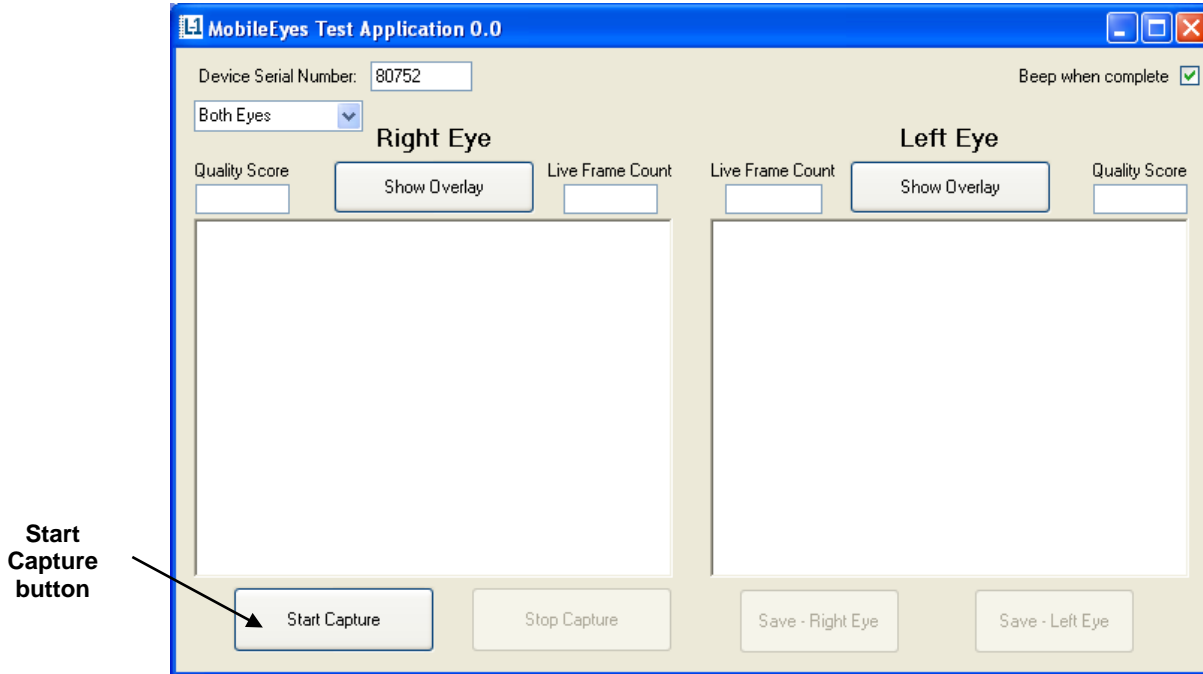 L1 MobileEyes Test Application 0.0
Device Serial Number: 80752
Beep when complete
Both Eyes
Right Eye
Left Eye
Quality Score
Show Overlay
Live Frame Count
Live Frame Count
Show Overlay
Quality Score
Start
Capture
button
Start Capture
Stop Capture
Save - Right Eye
Save - Left Eye